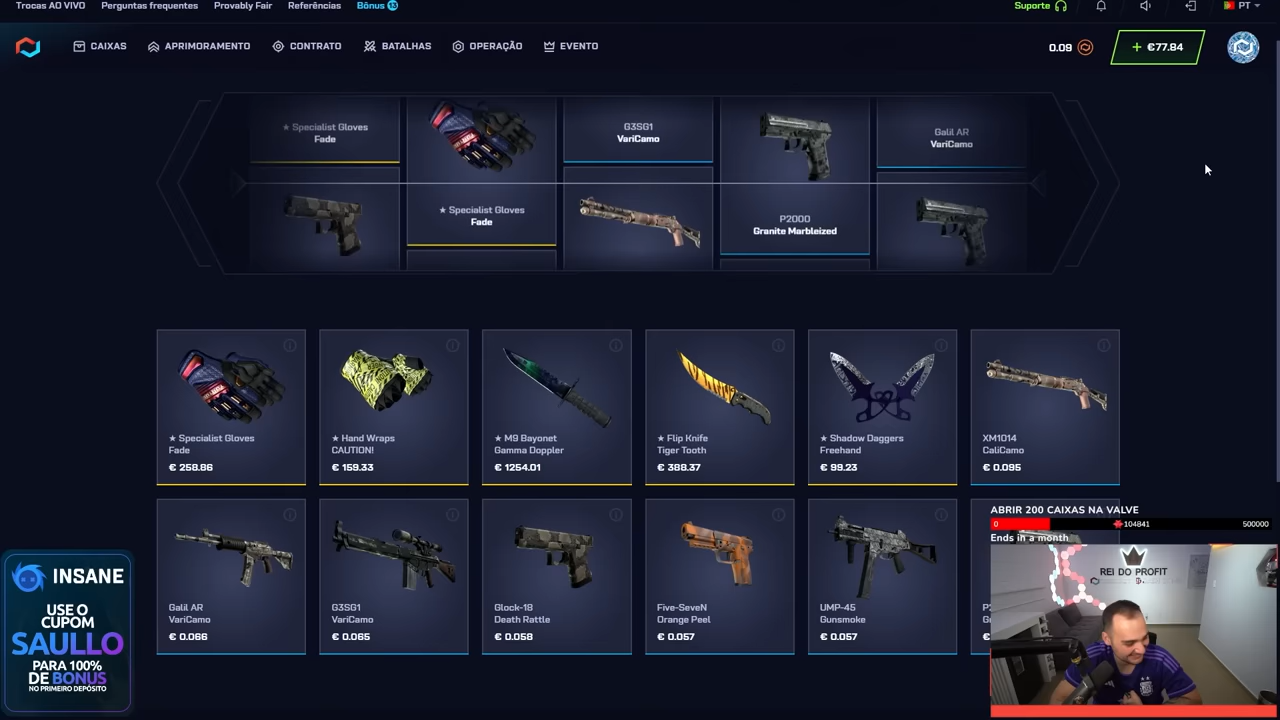 Trocas AO VIVO
Perguntas frequentes
Provably Fair
Referências
Bônus 13
Suporte
PT
CAIXAS
APRIMORAMENTO
CONTRATO
BATALHAS
OPERAÇÃO
EVENTO
0.09
+ €77.84
★ Specialist Gloves
Fade
G3SG1
VariCamo
Galil AR
VariCamo
★ Specialist Gloves
Fade
P2000
Granite Marbleized
★ Specialist Gloves
Fade
€ 258.86
★ Hand Wraps
CAUTION!
€ 159.33
★ M9 Bayonet
Gamma Doppler
€ 1254.01
★ Flip Knife
Tiger Tooth
€ 388.37
★ Shadow Daggers
Freehand
€ 99.23
XM1014
CaliCamo
€ 0.095
Galil AR
VariCamo
€ 0.066
G3SG1
VariCamo
€ 0.065
Glock-18
Death Rattle
€ 0.058
Five-SeveN
Orange Peel
€ 0.057
UMP-45
Gunsmoke
€ 0.057
€
ABRIR 200 CAIXAS NA VALVE
0 104841 500000
Ends in a month
REI DO PROFIT
INSANE
USE O
CUPOM
SAULLO
PARA 100%
DE BONUS
NO PRIMEIRO DEPÓSITO